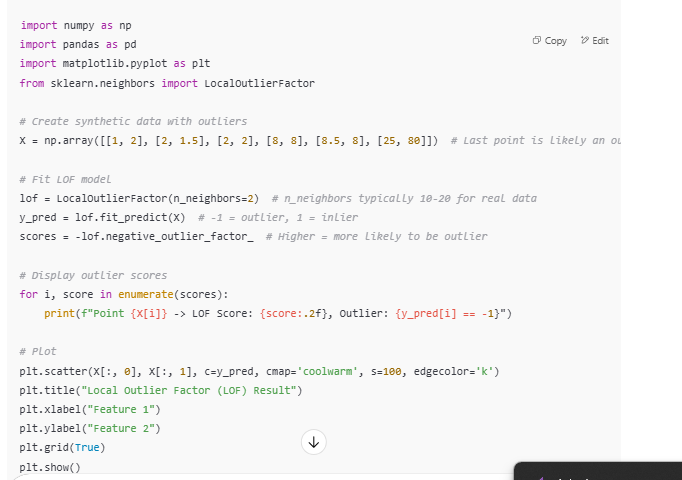 import numpy as np
import pandas as pd
Copy Edit
import matplotlib.pyplot as plt
from sklearn.neighbors import LocalOutlierFactor
# Create synthetic data with outliers
X = np.array([[1, 2], [2, 1.5], [2, 2], [8, 8], [8.5, 8], [25, 80]])  # Last point is likely an
# Fit LOF model
lof = LocalOutlierFactor(n_neighbors=2)  # n_neighbors typically 10-20 for real data
y_pred = lof.fit_predict(X)  # -1 = outlier, 1 = inlier
scores = -lof.negative_outlier_factor_  # Higher = more likely to be outlier
# Display outlier scores
for i, score in enumerate(scores):
    print(f"Point {X[i]} -> LOF Score: {score:.2f}, Outlier: {y_pred[i] == -1}")
# Plot
plt.scatter(X[:, 0], X[:, 1], c=y_pred, cmap='coolwarm', s=100, edgecolor='k')
plt.title("Local Outlier Factor (LOF) Result")
plt.xlabel("Feature 1")
plt.ylabel("Feature 2")
plt.grid(True)
plt.show()